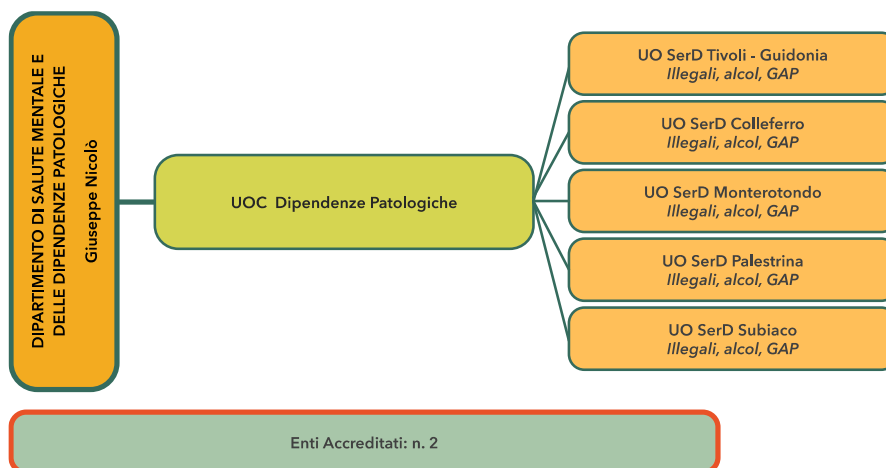 DIPARTIMENTO DI SALUTE MENTALE E
DELLE DIPENDENZE PATOLOGICHE
Giuseppe Nicolò
UOC Dipendenze Patologiche
UO SerD Tivoli - Guidonia
Illegali, alcol, GAP
UO SerD Colleferro
Illegali, alcol, GAP
UO SerD Monterotondo
Illegali, alcol, GAP
UO SerD Palestrina
Illegali, alcol, GAP
UO SerD Subiaco
Illegali, alcol, GAP
Enti Accreditati: n. 2